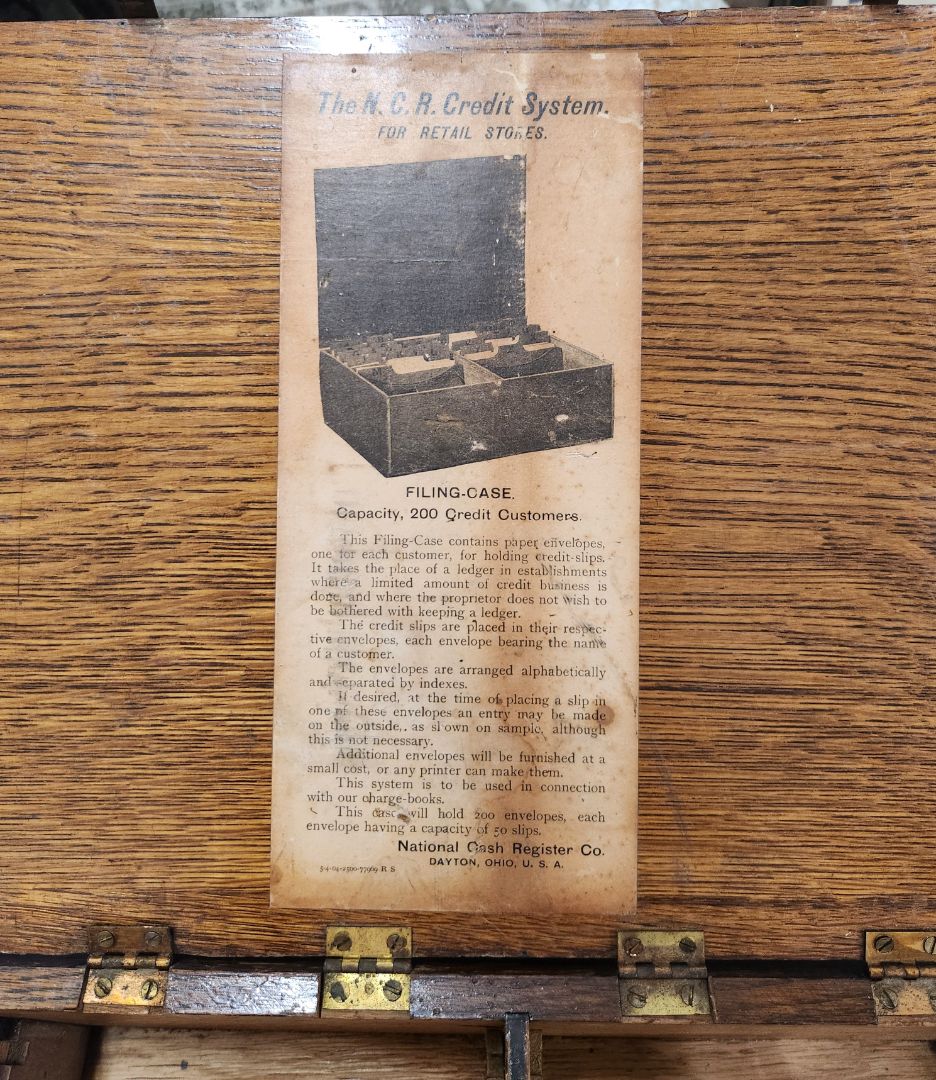 The N. C. R. Credit System.
FOR RETAIL STORES.
FILING-CASE.
Capacity, 200 Credit Customers.
This Filing-Case contains paper envelopes,
one for each customer, for holding credit-slips.
It takes the place of a ledger in establishments
where a limited amount of credit business is
done, and where the proprietor does not wish to
be bothered with keeping a ledger.
The credit slips are placed in their respec-
tive envelopes, each envelope bearing the name
of a customer.
The envelopes are arranged alphabetically
and separated by indexes.
If desired, at the time of placing a slip in
one of these envelopes an entry may be made
on the outside, as shown on sample, although
this is not necessary.
Additional envelopes will be furnished at a
small cost, or any printer can make them.
This system is to be used in connection
with our charge-books.
This case will hold 200 envelopes, each
envelope having a capacity of 50 slips.
National Cash Register Co.
DAYTON, OHIO, U. S. A.
5-4-04-2500-77969 R S